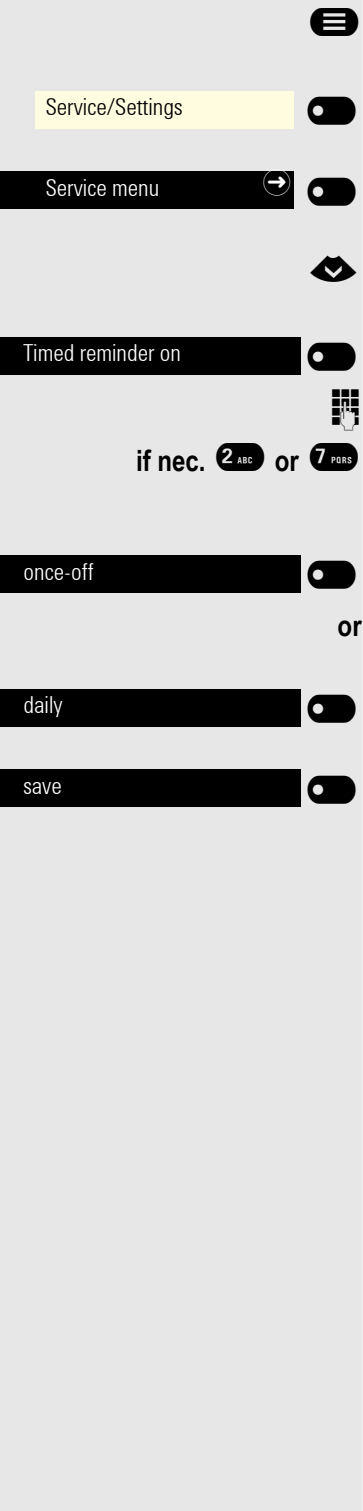 Service/Settings
Service menu
Timed reminder on
if nec. 2 ABC or 7 PQRS
once-off
or
daily
save